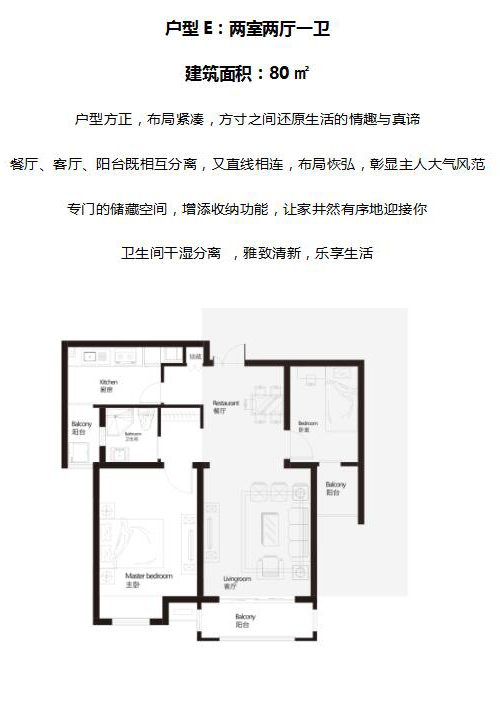 户型 E：两室两厅一卫
建筑面积：80 ㎡
户型方正，布局紧凑，方寸之间还原生活的情趣与真谛
餐厅、客厅、阳台既相互分离，又直线相连，布局恢弘，彰显主人大气风范
专门的储藏空间，增添收纳功能，让家井然有序地迎接你
卫生间干湿分离 ，雅致清新，乐享生活
储藏
Kitchen
厨房
Restaurant
餐厅
Balcony
阳台
Bathroom
卫生间
Bedroom
卧室
Balcony
阳台
Master bedroom
主卧
Livingroom
客厅
Balcony
阳台